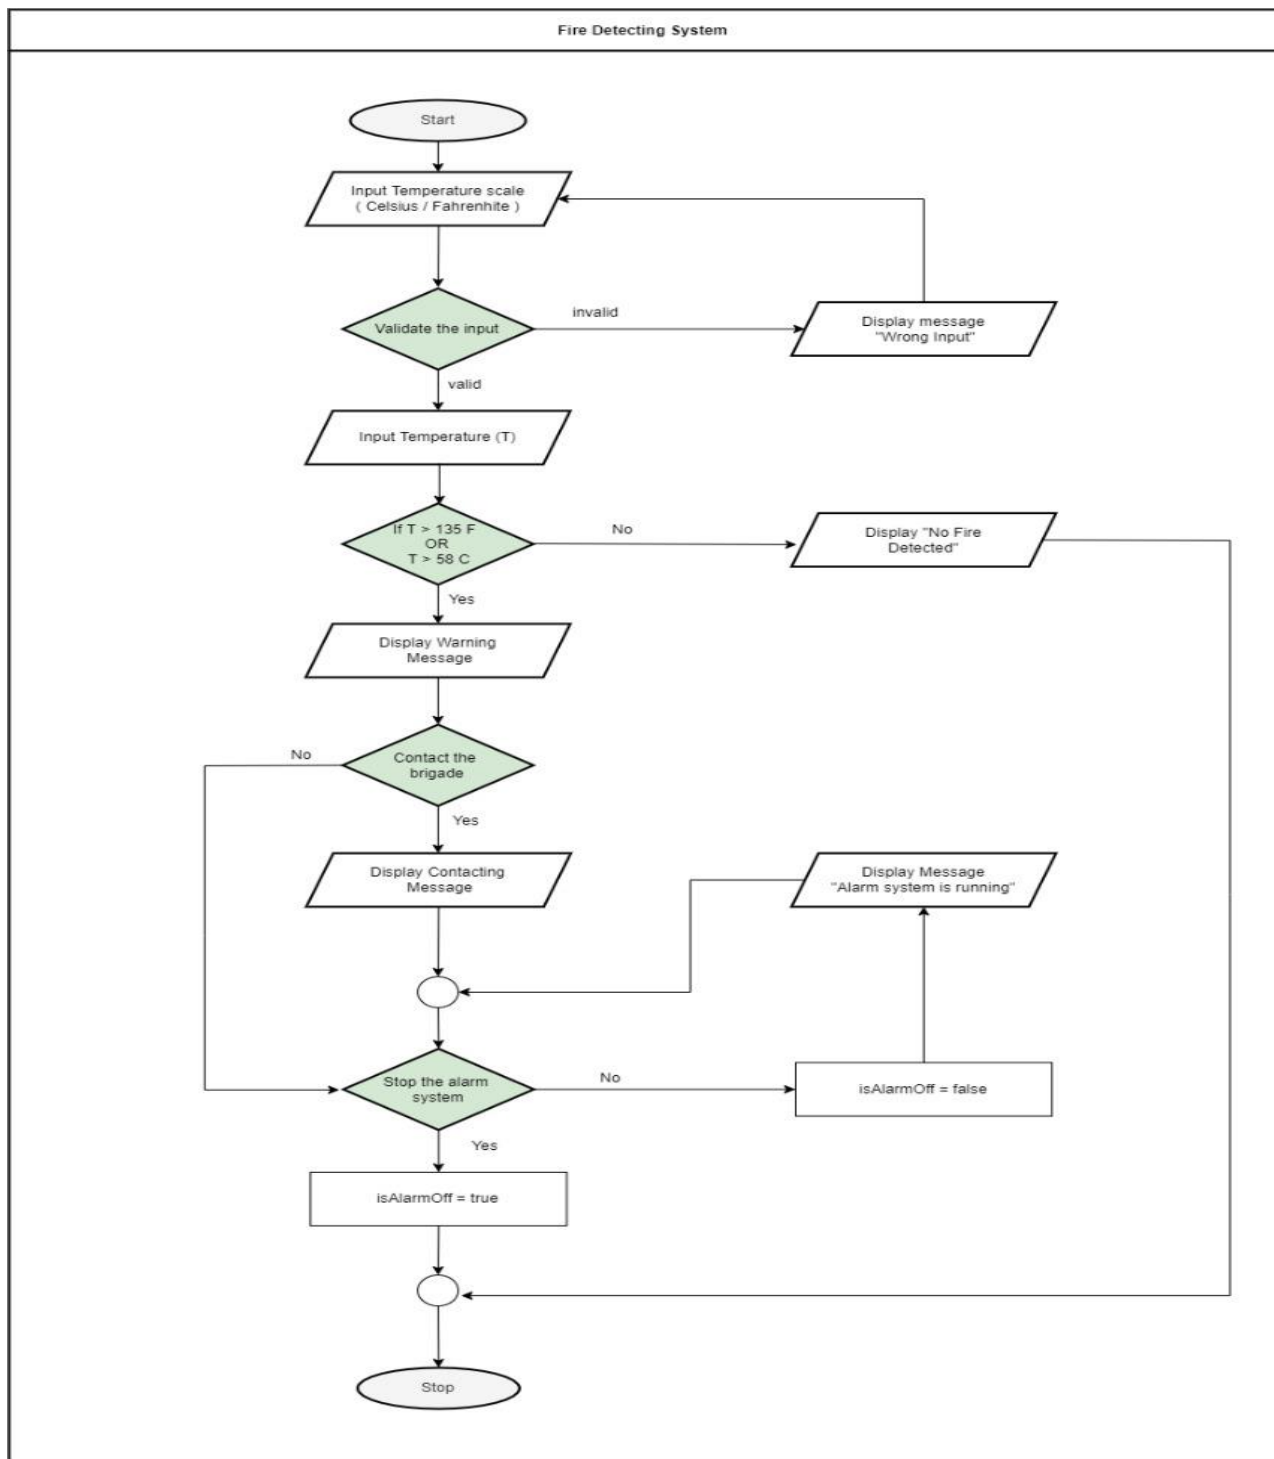 Fire Detecting System
Start
Input Temperature scale
( Celsius / Fahrenhite )
Validate the input
invalid
Display message
"Wrong Input"
valid
Input Temperature (T)
If T > 135 F
OR
T > 58 C
No
Display "No Fire
Detected"
Yes
Display Warning
Message
No
Contact the
brigade
Yes
Display Contacting
Message
Display Message
"Alarm system is running"
Stop the alarm
system
No
isAlarmOff = false
Yes
isAlarmOff = true
Stop